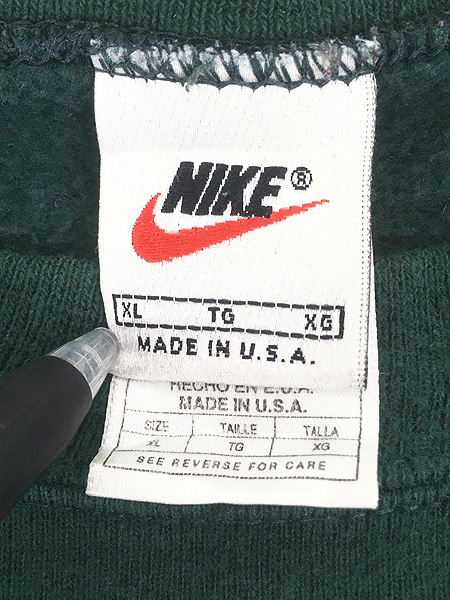 NIKE®
XL TG XG
MADE IN U.S.A.
HECHO EN E.U.A.
MADE IN U.S.A.
SIZE TAILLE TALLA
XL TG XG
SEE REVERSE FOR CARE